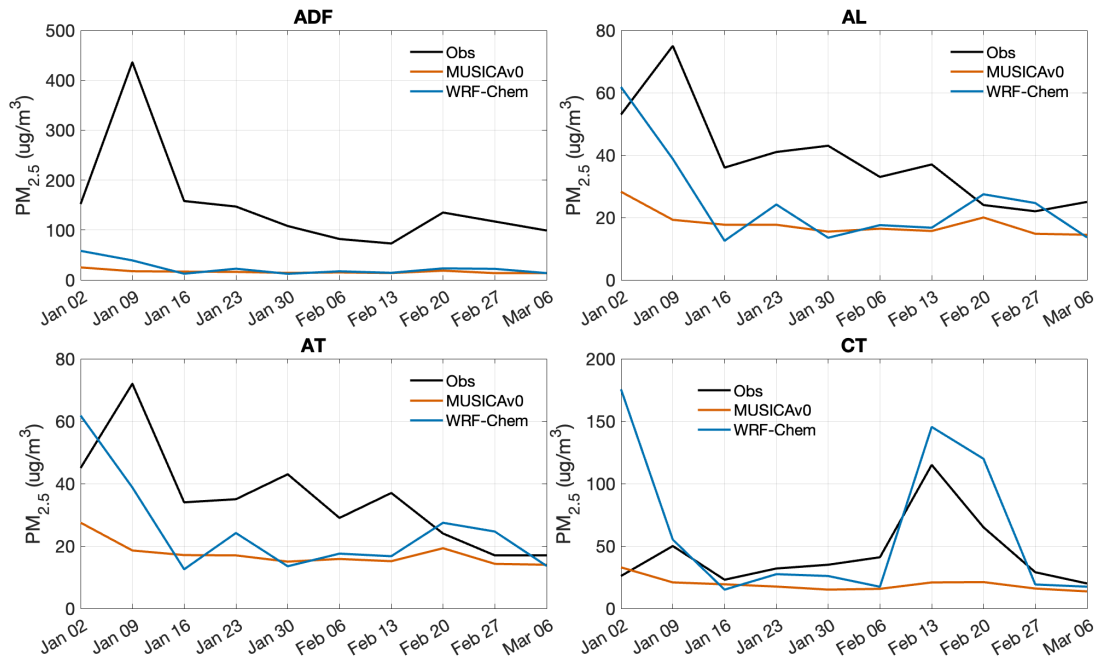 ADF
PM2.5 (ug/m3)
500
400
300
200
100
0
Obs
MUSICAv0
WRF-Chem
Jan 02 Jan 09 Jan 16 Jan 23 Jan 30 Feb 06 Feb 13 Feb 20 Feb 27 Mar 06
AL
PM2.5 (ug/m3)
80
60
40
20
0
Obs
MUSICAv0
WRF-Chem
Jan 02 Jan 09 Jan 16 Jan 23 Jan 30 Feb 06 Feb 13 Feb 20 Feb 27 Mar 06
AT
PM2.5 (ug/m3)
80
60
40
20
0
Obs
MUSICAv0
WRF-Chem
Jan 02 Jan 09 Jan 16 Jan 23 Jan 30 Feb 06 Feb 13 Feb 20 Feb 27 Mar 06
CT
PM2.5 (ug/m3)
200
150
100
50
0
Obs
MUSICAv0
WRF-Chem
Jan 02 Jan 09 Jan 16 Jan 23 Jan 30 Feb 06 Feb 13 Feb 20 Feb 27 Mar 06